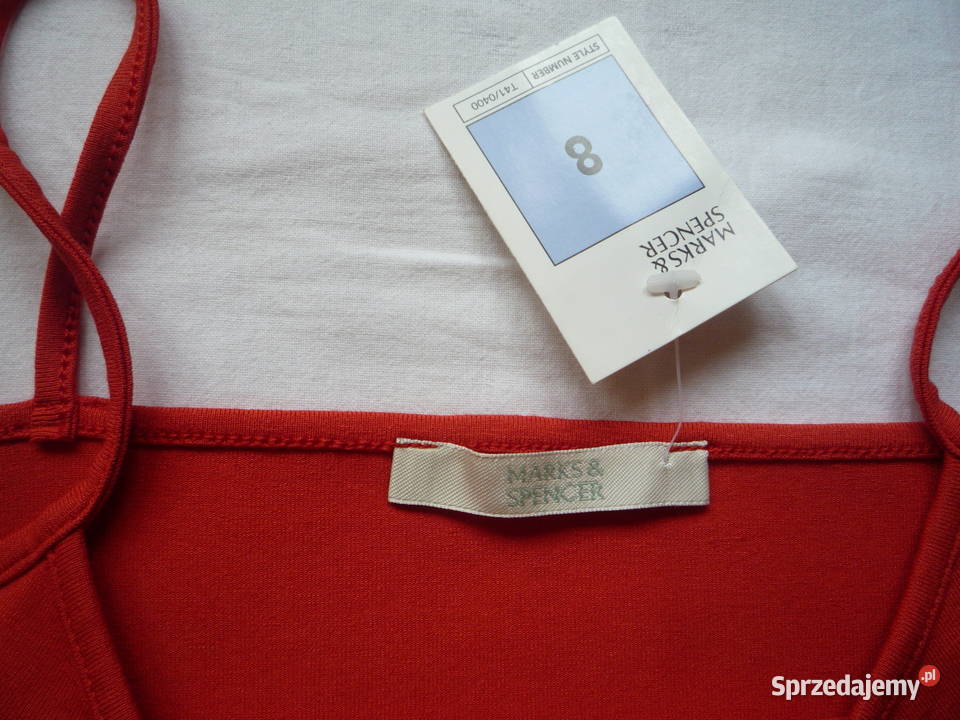 STYLE NUMBER
T41/0400
8
MARKS &
SPENCER
MARKS &
SPENCER
Sprzedajemy.pl